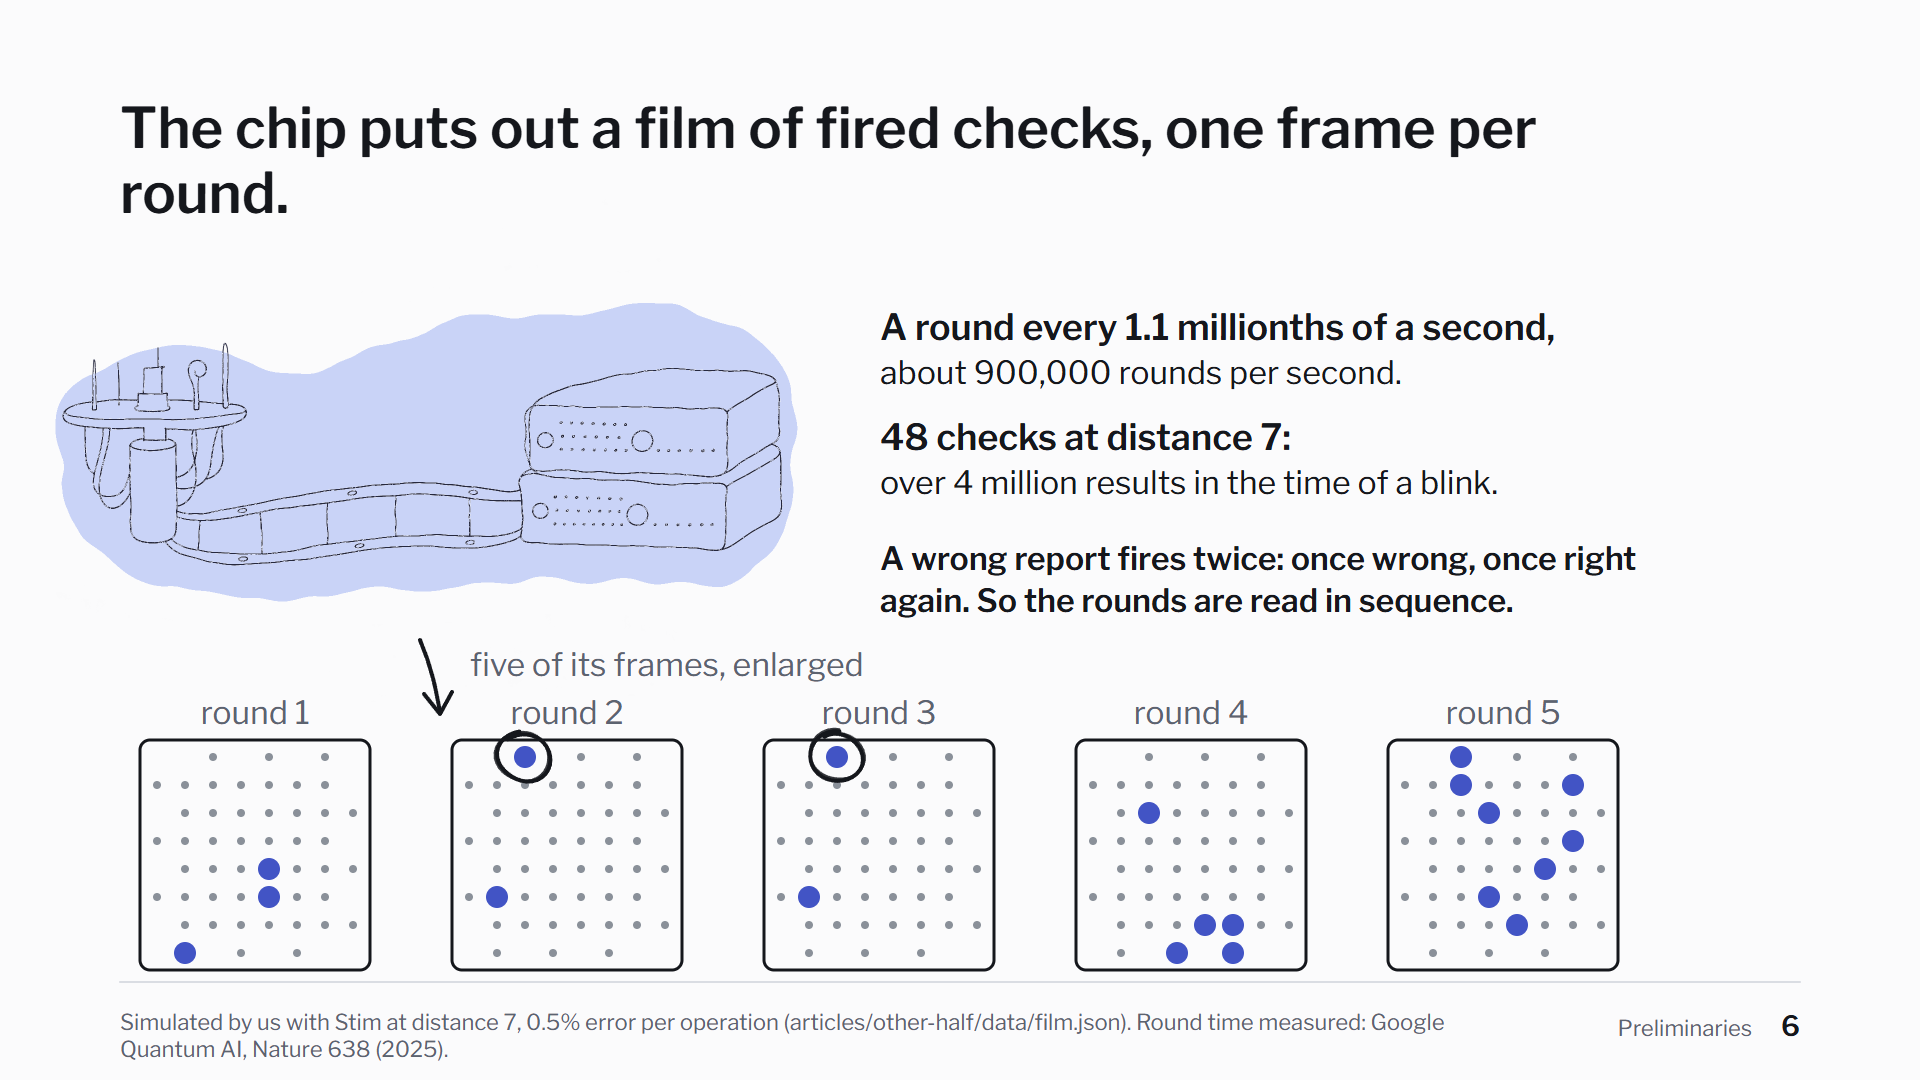 The chip puts out a film of fired checks, one frame per
round.
A round every 1.1 millionths of a second,
about 900,000 rounds per second.
48 checks at distance 7:
over 4 million results in the time of a blink.
A wrong report fires twice: once wrong, once right
again. So the rounds are read in sequence.
five of its frames, enlarged
round 1
round 2
round 3
round 4
round 5
Simulated by us with Stim at distance 7, 0.5% error per operation (articles/other-half/data/film.json). Round time measured: Google
Quantum AI, Nature 638 (2025).
Preliminaries 6